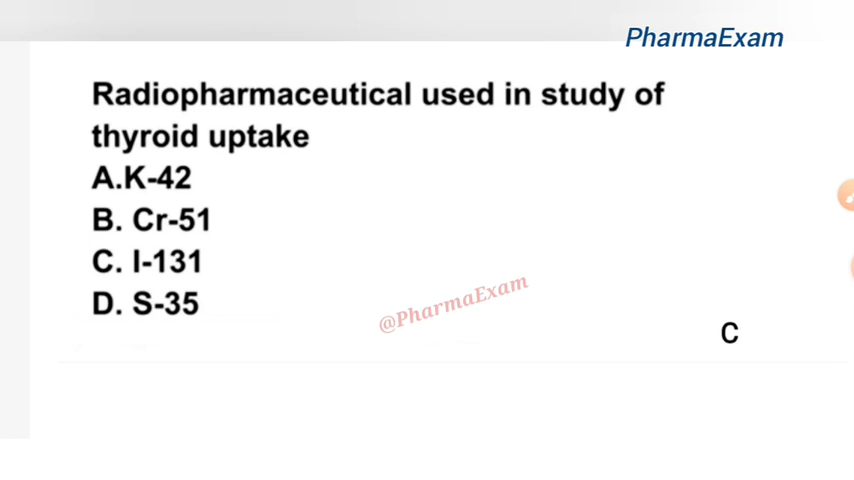 PharmaExam
Radiopharmaceutical used in study of
thyroid uptake
A.K-42
B. Cr-51
C. I-131
D. S-35
@PharmaExam
C